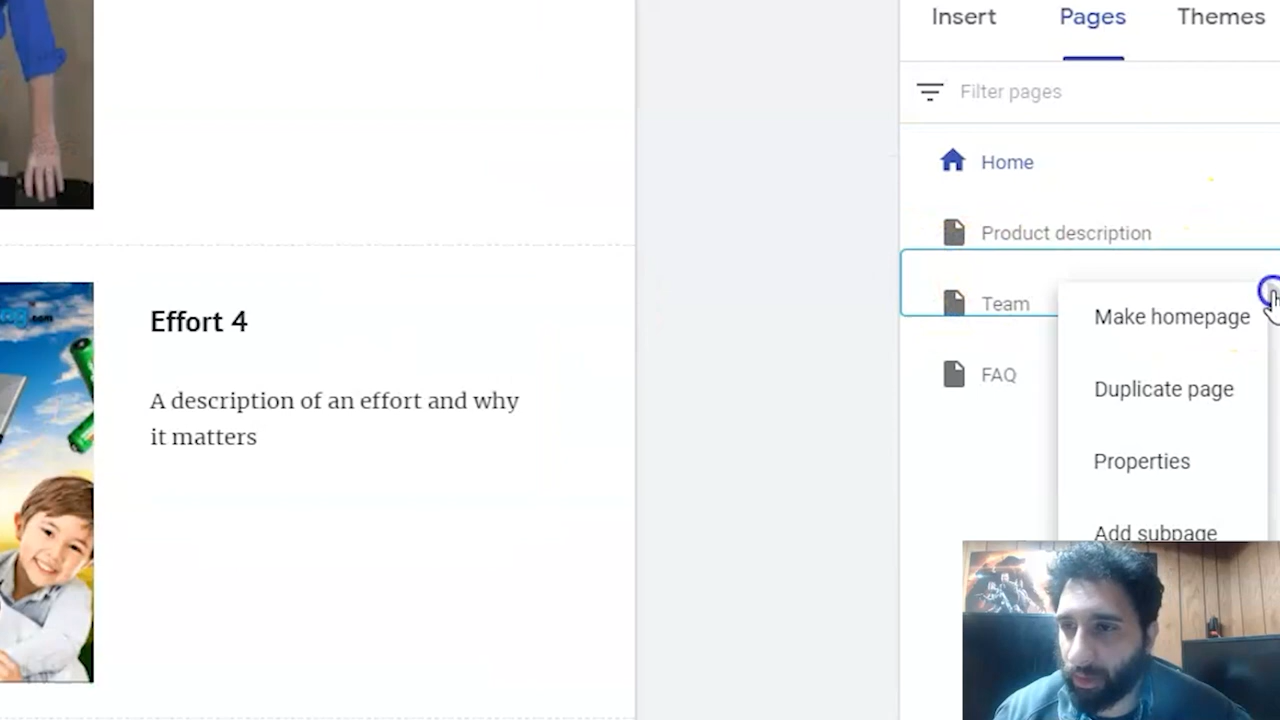 Insert Pages Themes
Filter pages
Home
Product description
Team
FAQ
Make homepage
Duplicate page
Properties
Add subpage
Effort 4
A description of an effort and why
it matters